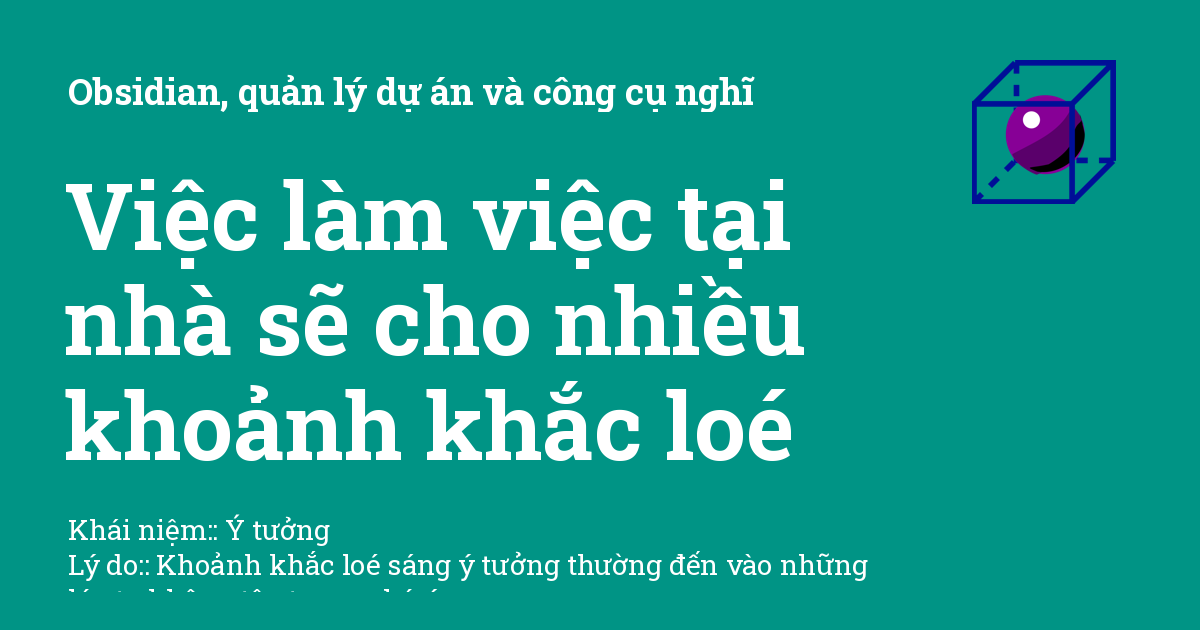 Obsidian, quản lý dự án và công cụ nghĩ
Việc làm việc tại
nhà sẽ cho nhiều
khoảnh khắc loé
Khái niệm:: Ý tưởng
Lý do:: Khoảnh khắc loé sáng ý tưởng thường đến vào những